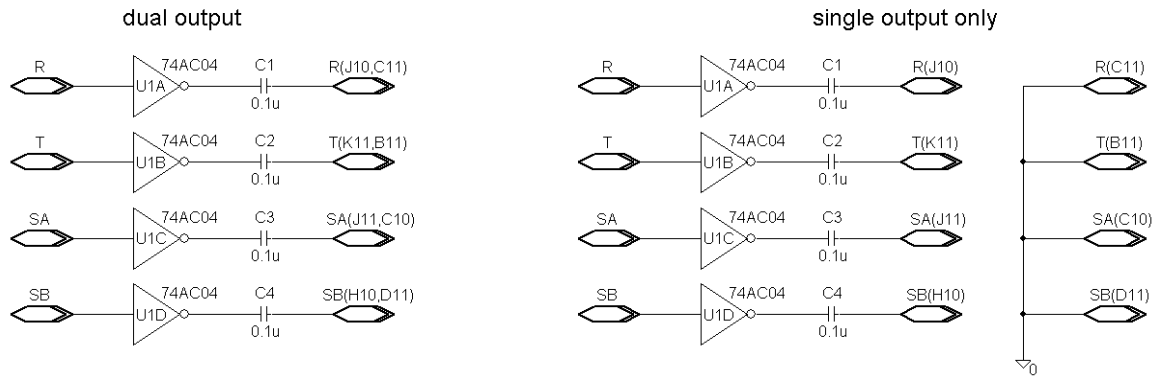 dual output
single output only
R 74AC04 C1 R(J10,C11)
U1A
0.1u
T 74AC04 C2 T(K11,B11)
U1B
0.1u
SA 74AC04 C3 SA(J11,C10)
U1C
0.1u
SB 74AC04 C4 SB(H10,D11)
U1D
0.1u
R 74AC04 C1 R(J10) R(C11)
U1A
0.1u
T 74AC04 C2 T(K11) T(B11)
U1B
0.1u
SA 74AC04 C3 SA(J11) SA(C10)
U1C
0.1u
SB 74AC04 C4 SB(H10) SB(D11)
U1D
0.1u
0